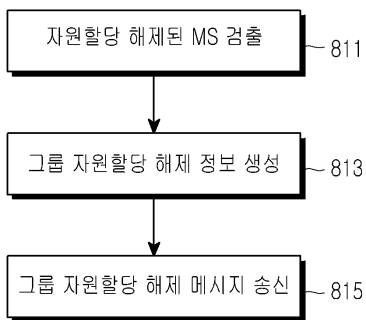 자원할당 해제된 MS 검출
811
그룹 자원할당 해제 정보 생성
813
그룹 자원할당 해제 메시지 송신
815